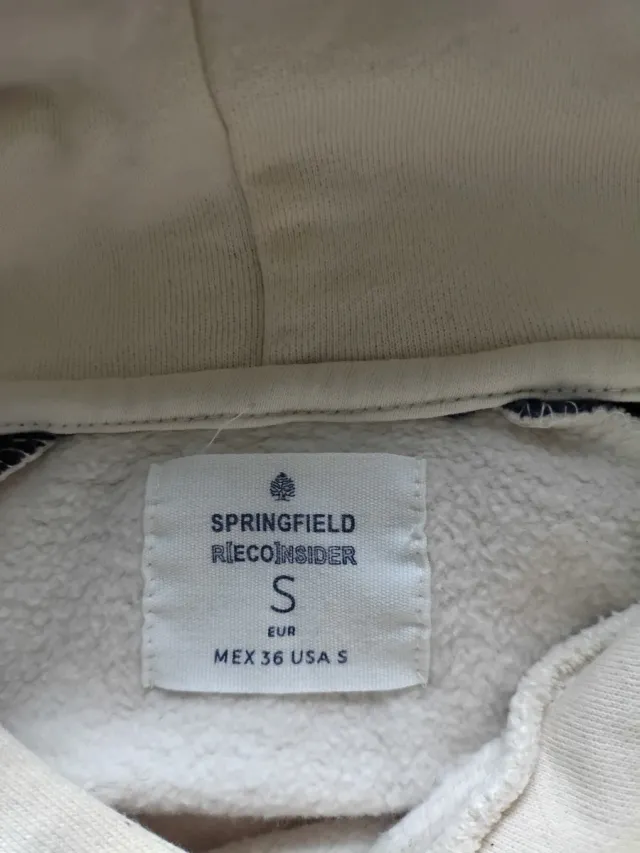 SPRINGFIELD
R[ECO]NSIDER
S
EUR
MEX 36 USA S